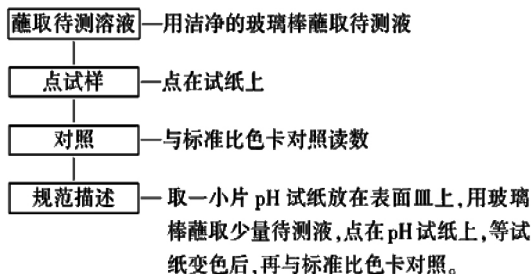 蘸取待测溶液—用洁净的玻璃棒蘸取待测液
点试样—点在试纸上
对照—与标准比色卡对照读数
规范描述—取一小片pH试纸放在表面皿上,用玻璃
棒蘸取少量待测液,点在pH试纸上,等试
纸变色后,再与标准比色卡对照。